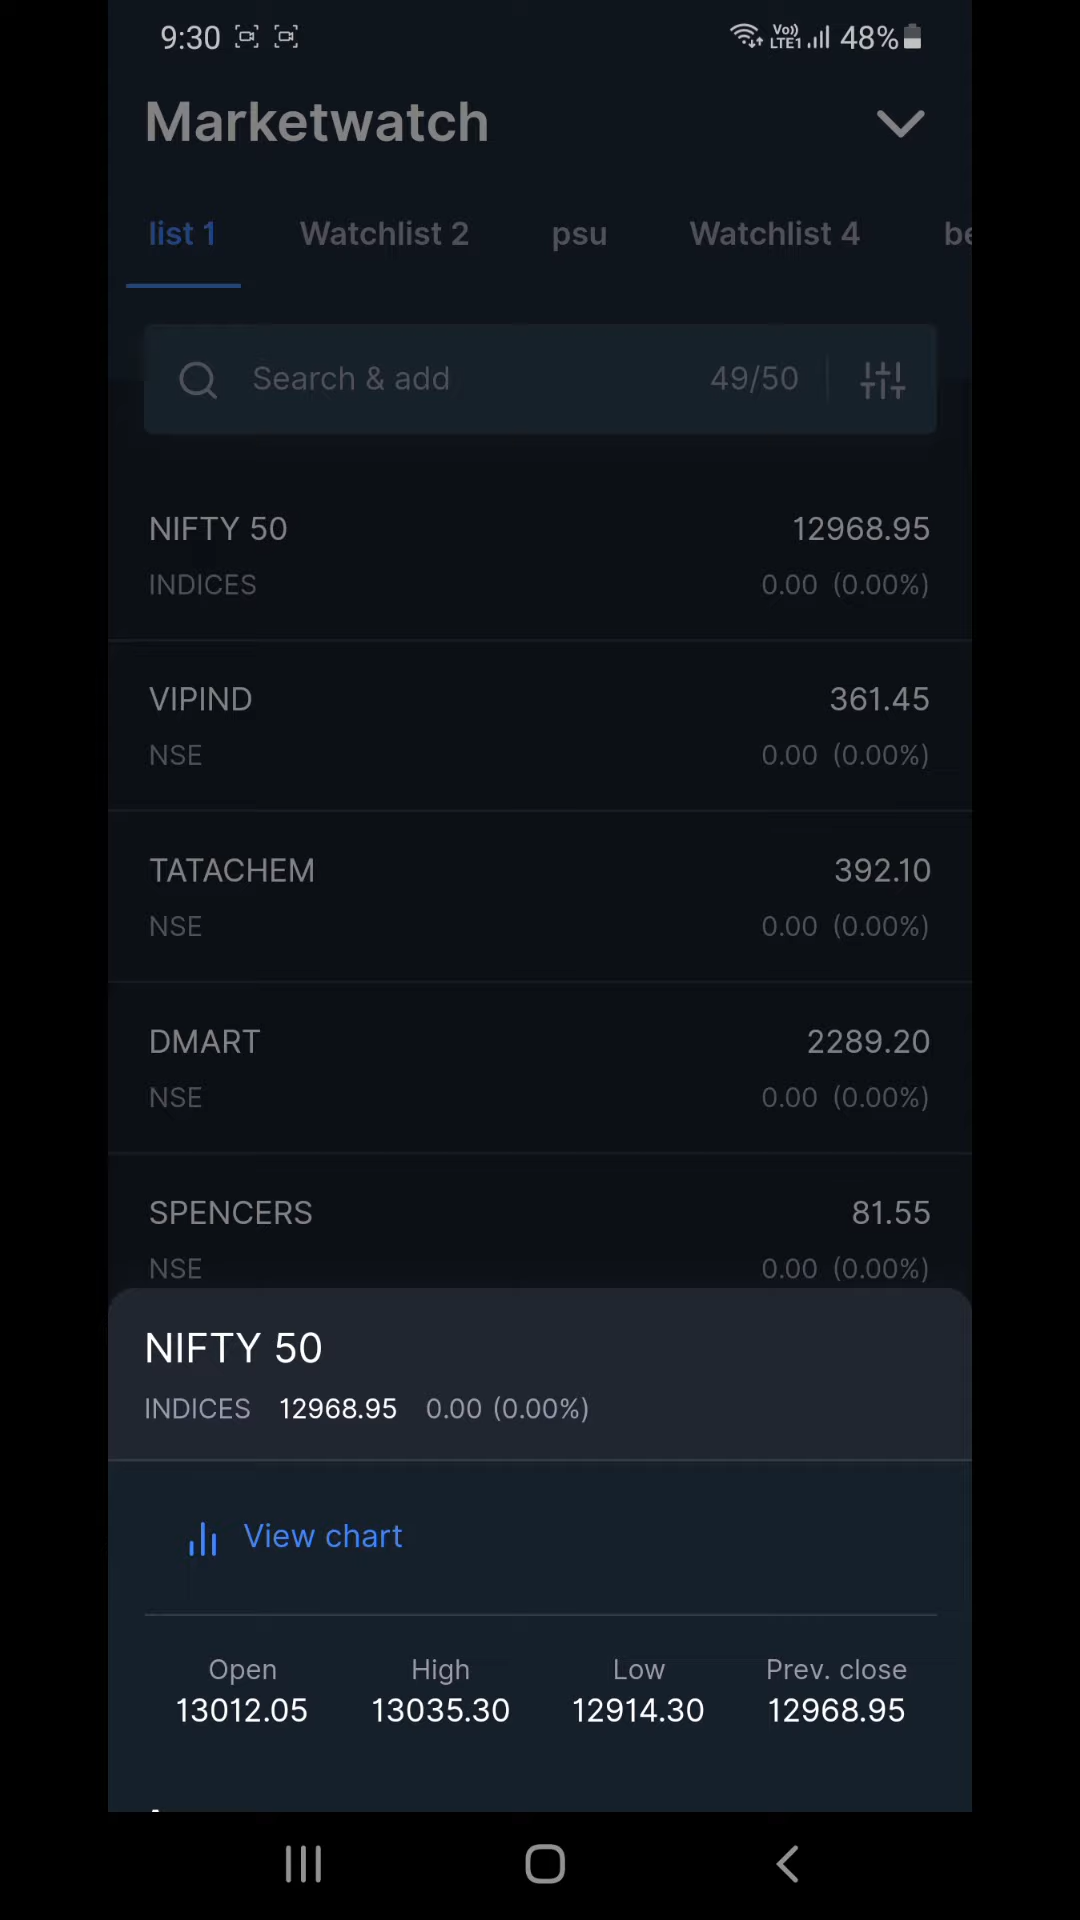 9:30 Vo)) LTE1 48%
Marketwatch
list 1 Watchlist 2 psu Watchlist 4 be
Search & add 49/50
NIFTY 50 12968.95
INDICES 0.00 (0.00%)
VIPIND 361.45
NSE 0.00 (0.00%)
TATACHEM 392.10
NSE 0.00 (0.00%)
DMART 2289.20
NSE 0.00 (0.00%)
SPENCERS 81.55
NSE 0.00 (0.00%)
NIFTY 50
INDICES 12968.95 0.00 (0.00%)
View chart
Open High Low Prev. close
13012.05 13035.30 12914.30 12968.95